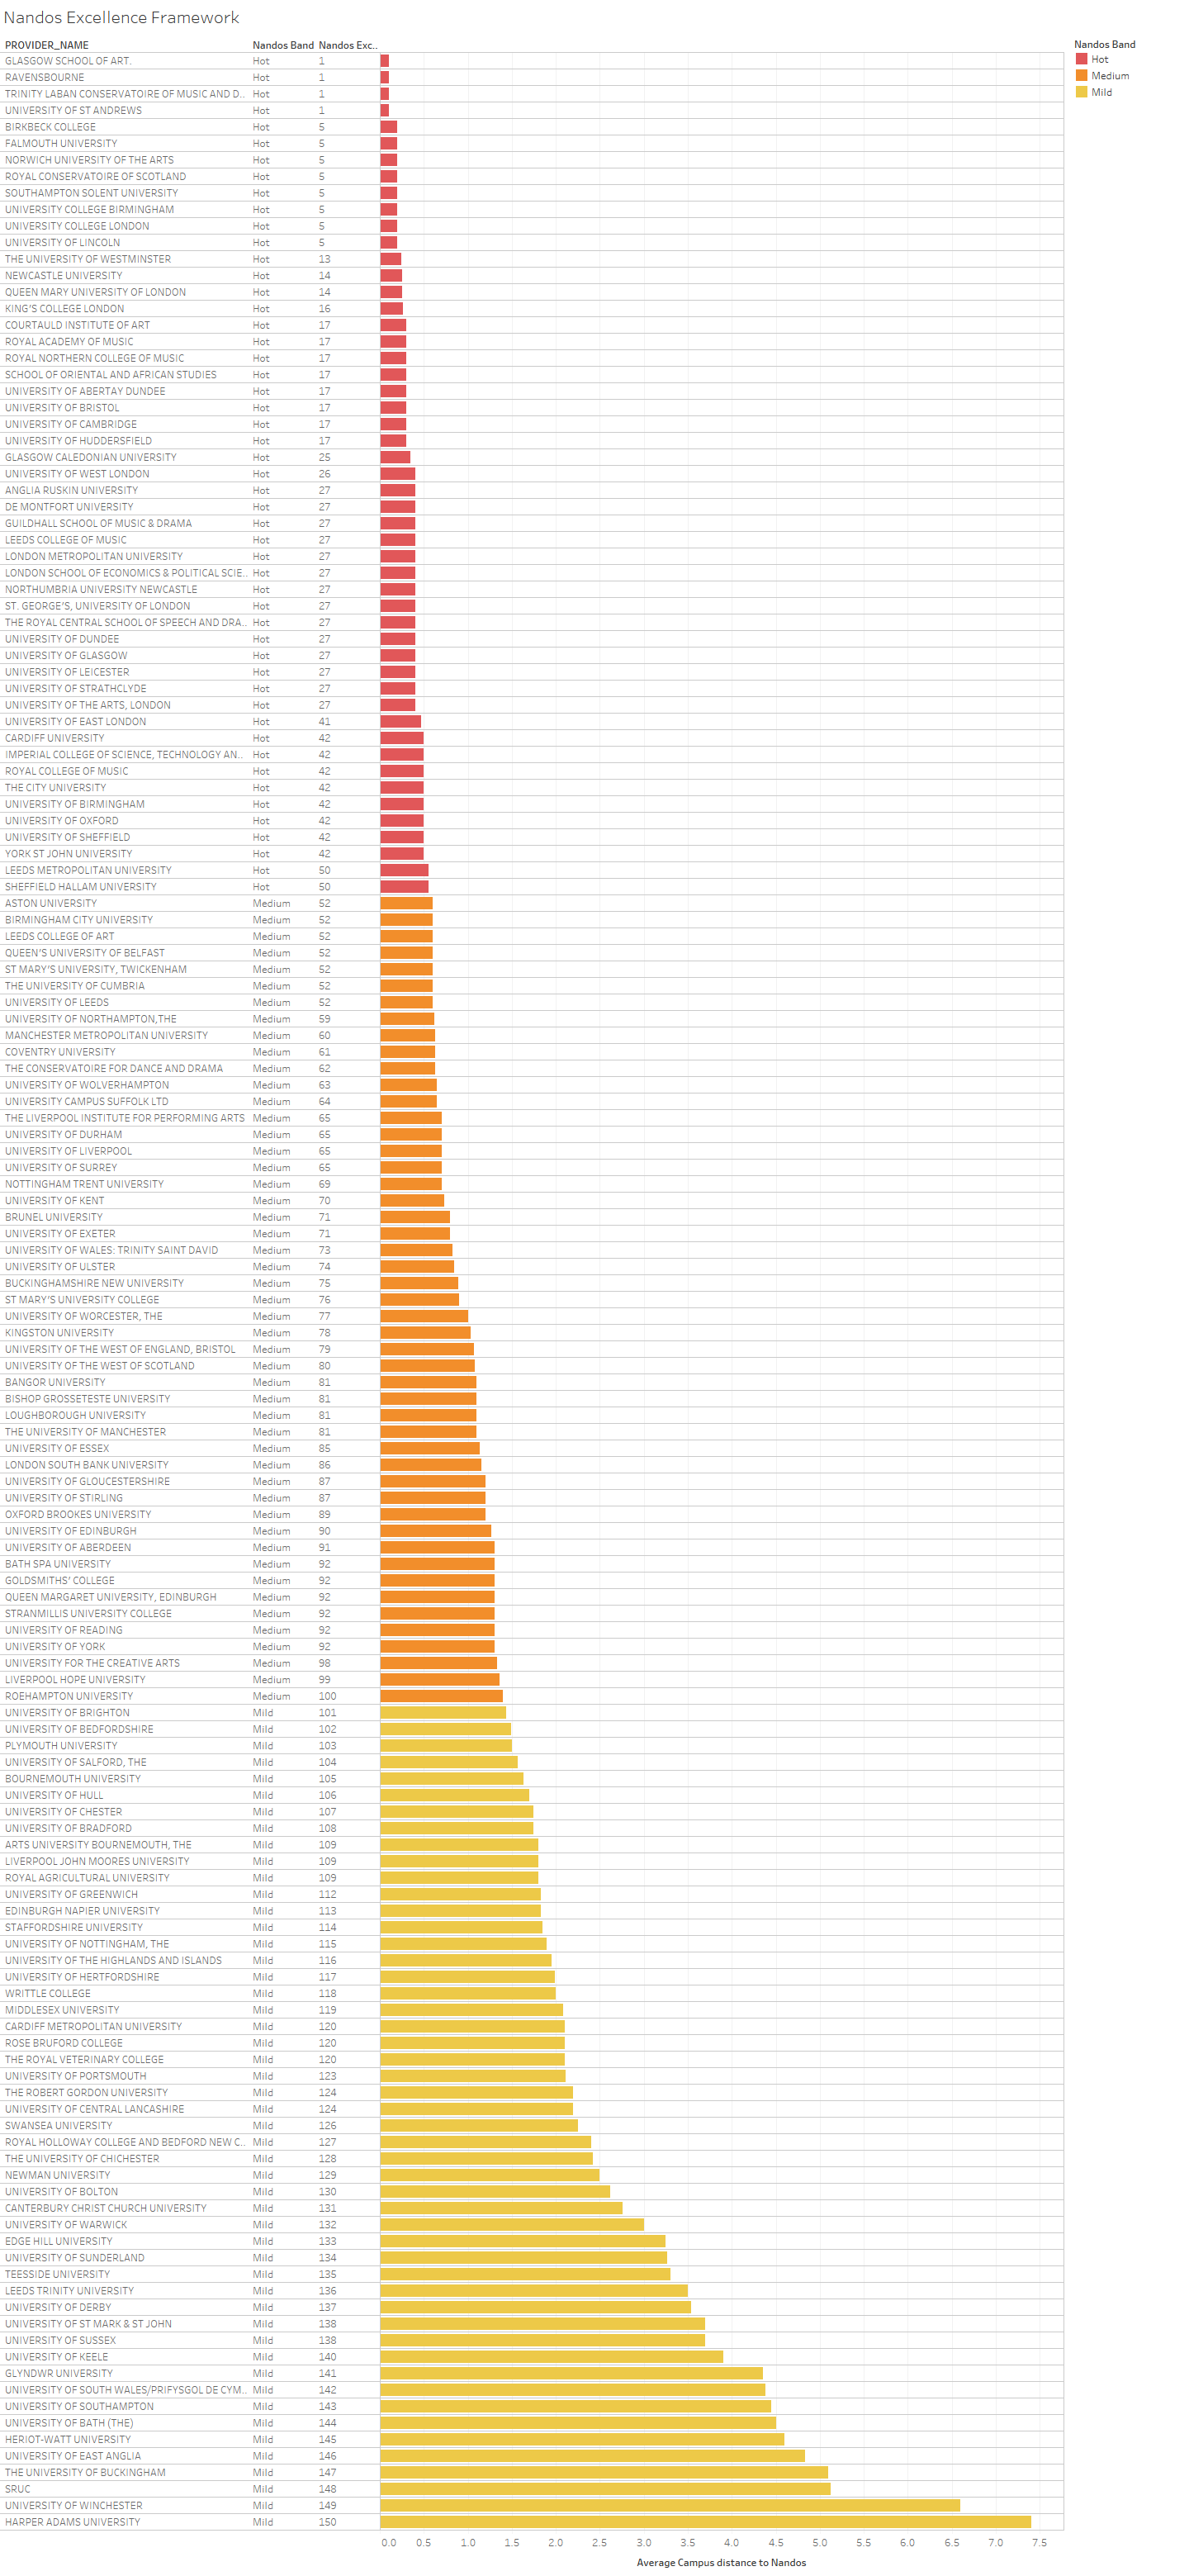 Nandos Excellence Framework
PROVIDER_NAME Nandos Band Nandos Exc.. Nandos Band
GLASGOW SCHOOL OF ART. Hot 1 Hot
RAVENSBOURNE Hot 1 Medium
TRINITY LABAN CONSERVATOIRE OF MUSIC AND D.. Hot 1 Mild
UNIVERSITY OF ST ANDREWS Hot 1
BIRKBECK COLLEGE Hot 5
FALMOUTH UNIVERSITY Hot 5
NORWICH UNIVERSITY OF THE ARTS Hot 5
ROYAL CONSERVATOIRE OF SCOTLAND Hot 5
SOUTHAMPTON SOLENT UNIVERSITY Hot 5
UNIVERSITY COLLEGE BIRMINGHAM Hot 5
UNIVERSITY COLLEGE LONDON Hot 5
UNIVERSITY OF LINCOLN Hot 5
THE UNIVERSITY OF WESTMINSTER Hot 13
NEWCASTLE UNIVERSITY Hot 14
QUEEN MARY UNIVERSITY OF LONDON Hot 14
KING'S COLLEGE LONDON Hot 16
COURTAULD INSTITUTE OF ART Hot 17
ROYAL ACADEMY OF MUSIC Hot 17
ROYAL NORTHERN COLLEGE OF MUSIC Hot 17
SCHOOL OF ORIENTAL AND AFRICAN STUDIES Hot 17
UNIVERSITY OF ABERTAY DUNDEE Hot 17
UNIVERSITY OF BRISTOL Hot 17
UNIVERSITY OF CAMBRIDGE Hot 17
UNIVERSITY OF HUDDERSFIELD Hot 17
GLASGOW CALEDONIAN UNIVERSITY Hot 25
UNIVERSITY OF WEST LONDON Hot 26
ANGLIA RUSKIN UNIVERSITY Hot 27
DE MONTFORT UNIVERSITY Hot 27
GUILDHALL SCHOOL OF MUSIC & DRAMA Hot 27
LEEDS COLLEGE OF MUSIC Hot 27
LONDON METROPOLITAN UNIVERSITY Hot 27
LONDON SCHOOL OF ECONOMICS & POLITICAL SCIE.. Hot 27
NORTHUMBRIA UNIVERSITY NEWCASTLE Hot 27
ST. GEORGE'S, UNIVERSITY OF LONDON Hot 27
THE ROYAL CENTRAL SCHOOL OF SPEECH AND DRA.. Hot 27
UNIVERSITY OF DUNDEE Hot 27
UNIVERSITY OF GLASGOW Hot 27
UNIVERSITY OF LEICESTER Hot 27
UNIVERSITY OF STRATHCLYDE Hot 27
UNIVERSITY OF THE ARTS, LONDON Hot 27
UNIVERSITY OF EAST LONDON Hot 41
CARDIFF UNIVERSITY Hot 42
IMPERIAL COLLEGE OF SCIENCE, TECHNOLOGY AN.. Hot 42
ROYAL COLLEGE OF MUSIC Hot 42
THE CITY UNIVERSITY Hot 42
UNIVERSITY OF BIRMINGHAM Hot 42
UNIVERSITY OF OXFORD Hot 42
UNIVERSITY OF SHEFFIELD Hot 42
YORK ST JOHN UNIVERSITY Hot 42
LEEDS METROPOLITAN UNIVERSITY Hot 50
SHEFFIELD HALLAM UNIVERSITY Hot 50
ASTON UNIVERSITY Medium 52
BIRMINGHAM CITY UNIVERSITY Medium 52
LEEDS COLLEGE OF ART Medium 52
QUEEN'S UNIVERSITY OF BELFAST Medium 52
ST MARY'S UNIVERSITY, TWICKENHAM Medium 52
THE UNIVERSITY OF CUMBRIA Medium 52
UNIVERSITY OF LEEDS Medium 52
UNIVERSITY OF NORTHAMPTON,THE Medium 59
MANCHESTER METROPOLITAN UNIVERSITY Medium 60
COVENTRY UNIVERSITY Medium 61
THE CONSERVATOIRE FOR DANCE AND DRAMA Medium 62
UNIVERSITY OF WOLVERHAMPTON Medium 63
UNIVERSITY CAMPUS SUFFOLK LTD Medium 64
THE LIVERPOOL INSTITUTE FOR PERFORMING ARTS Medium 65
UNIVERSITY OF DURHAM Medium 65
UNIVERSITY OF LIVERPOOL Medium 65
UNIVERSITY OF SURREY Medium 65
NOTTINGHAM TRENT UNIVERSITY Medium 69
UNIVERSITY OF KENT Medium 70
BRUNEL UNIVERSITY Medium 71
UNIVERSITY OF EXETER Medium 71
UNIVERSITY OF WALES: TRINITY SAINT DAVID Medium 73
UNIVERSITY OF ULSTER Medium 74
BUCKINGHAMSHIRE NEW UNIVERSITY Medium 75
ST MARY'S UNIVERSITY COLLEGE Medium 76
UNIVERSITY OF WORCESTER, THE Medium 77
KINGSTON UNIVERSITY Medium 78
UNIVERSITY OF THE WEST OF ENGLAND, BRISTOL Medium 79
UNIVERSITY OF THE WEST OF SCOTLAND Medium 80
BANGOR UNIVERSITY Medium 81
BISHOP GROSSETESTE UNIVERSITY Medium 81
LOUGHBOROUGH UNIVERSITY Medium 81
THE UNIVERSITY OF MANCHESTER Medium 81
UNIVERSITY OF ESSEX Medium 85
LONDON SOUTH BANK UNIVERSITY Medium 86
UNIVERSITY OF GLOUCESTERSHIRE Medium 87
UNIVERSITY OF STIRLING Medium 87
OXFORD BROOKES UNIVERSITY Medium 89
UNIVERSITY OF EDINBURGH Medium 90
UNIVERSITY OF ABERDEEN Medium 91
BATH SPA UNIVERSITY Medium 92
GOLDSMITHS' COLLEGE Medium 92
QUEEN MARGARET UNIVERSITY, EDINBURGH Medium 92
STRANMILLIS UNIVERSITY COLLEGE Medium 92
UNIVERSITY OF READING Medium 92
UNIVERSITY OF YORK Medium 92
UNIVERSITY FOR THE CREATIVE ARTS Medium 98
LIVERPOOL HOPE UNIVERSITY Medium 99
ROEHAMPTON UNIVERSITY Medium 100
UNIVERSITY OF BRIGHTON Mild 101
UNIVERSITY OF BEDFORDSHIRE Mild 102
PLYMOUTH UNIVERSITY Mild 103
UNIVERSITY OF SALFORD, THE Mild 104
BOURNEMOUTH UNIVERSITY Mild 105
UNIVERSITY OF HULL Mild 106
UNIVERSITY OF CHESTER Mild 107
UNIVERSITY OF BRADFORD Mild 108
ARTS UNIVERSITY BOURNEMOUTH, THE Mild 109
LIVERPOOL JOHN MOORES UNIVERSITY Mild 109
ROYAL AGRICULTURAL UNIVERSITY Mild 109
UNIVERSITY OF GREENWICH Mild 112
EDINBURGH NAPIER UNIVERSITY Mild 113
STAFFORDSHIRE UNIVERSITY Mild 114
UNIVERSITY OF NOTTINGHAM, THE Mild 115
UNIVERSITY OF THE HIGHLANDS AND ISLANDS Mild 116
UNIVERSITY OF HERTFORDSHIRE Mild 117
WRITTLE COLLEGE Mild 118
MIDDLESEX UNIVERSITY Mild 119
CARDIFF METROPOLITAN UNIVERSITY Mild 120
ROSE BRUFORD COLLEGE Mild 120
THE ROYAL VETERINARY COLLEGE Mild 120
UNIVERSITY OF PORTSMOUTH Mild 123
THE ROBERT GORDON UNIVERSITY Mild 124
UNIVERSITY OF CENTRAL LANCASHIRE Mild 124
SWANSEA UNIVERSITY Mild 126
ROYAL HOLLOWAY COLLEGE AND BEDFORD NEW C.. Mild 127
THE UNIVERSITY OF CHICHESTER Mild 128
NEWMAN UNIVERSITY Mild 129
UNIVERSITY OF BOLTON Mild 130
CANTERBURY CHRIST CHURCH UNIVERSITY Mild 131
UNIVERSITY OF WARWICK Mild 132
EDGE HILL UNIVERSITY Mild 133
UNIVERSITY OF SUNDERLAND Mild 134
TEESSIDE UNIVERSITY Mild 135
LEEDS TRINITY UNIVERSITY Mild 136
UNIVERSITY OF DERBY Mild 137
UNIVERSITY OF ST MARK & ST JOHN Mild 138
UNIVERSITY OF SUSSEX Mild 138
UNIVERSITY OF KEELE Mild 140
GLYNDWR UNIVERSITY Mild 141
UNIVERSITY OF SOUTH WALES/PRIFYSGOL DE CYM.. Mild 142
UNIVERSITY OF SOUTHAMPTON Mild 143
UNIVERSITY OF BATH (THE) Mild 144
HERIOT-WATT UNIVERSITY Mild 145
UNIVERSITY OF EAST ANGLIA Mild 146
THE UNIVERSITY OF BUCKINGHAM Mild 147
SRUC Mild 148
UNIVERSITY OF WINCHESTER Mild 149
HARPER ADAMS UNIVERSITY Mild 150
0.0 0.5 1.0 1.5 2.0 2.5 3.0 3.5 4.0 4.5 5.0 5.5 6.0 6.5 7.0 7.5
Average Campus distance to Nandos